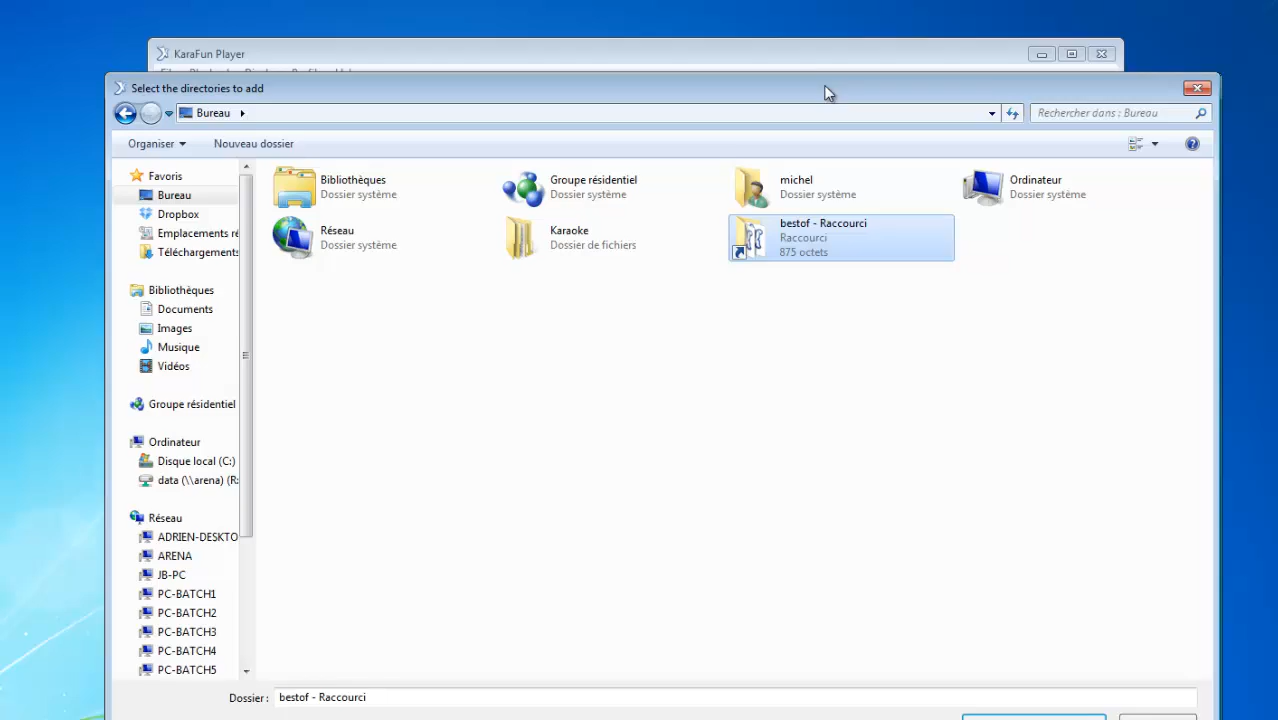 KaraFun Player
Select the directories to add
Bureau
Rechercher dans : Bureau
Organiser
Nouveau dossier
Favoris
Bureau
Dropbox
Emplacements ré
Téléchargements
Bibliothèques
Documents
Images
Musique
Vidéos
Groupe résidentiel
Ordinateur
Disque local (C:)
data (\\arena) (R:
Réseau
ADRIEN-DESKTO
ARENA
JB-PC
PC-BATCH1
PC-BATCH2
PC-BATCH3
PC-BATCH4
PC-BATCH5
Bibliothèques
Dossier système
Groupe résidentiel
Dossier système
michel
Dossier système
Ordinateur
Dossier système
Réseau
Dossier système
Karaoke
Dossier de fichiers
bestof - Raccourci
Raccourci
875 octets
Dossier : bestof - Raccourci